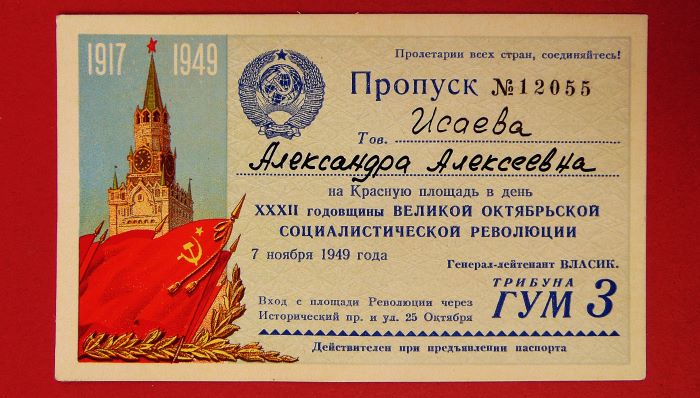 1917 1949
Пролетарии всех стран, соединяйтесь!
Пропуск №12055
Тов. Исаева
Александра Алексеевна
на Красную площадь в день
XXXII годовщины ВЕЛИКОЙ ОКТЯБРЬСКОЙ
СОЦИАЛИСТИЧЕСКОЙ РЕВОЛЮЦИИ
7 ноября 1949 года
Генерал-лейтенант ВЛАСИК.
ТРИБУНА
ГУМ 3
Вход с площади Революции через
Исторический пр. и ул. 25 Октября
Действителен при предъявлении паспорта